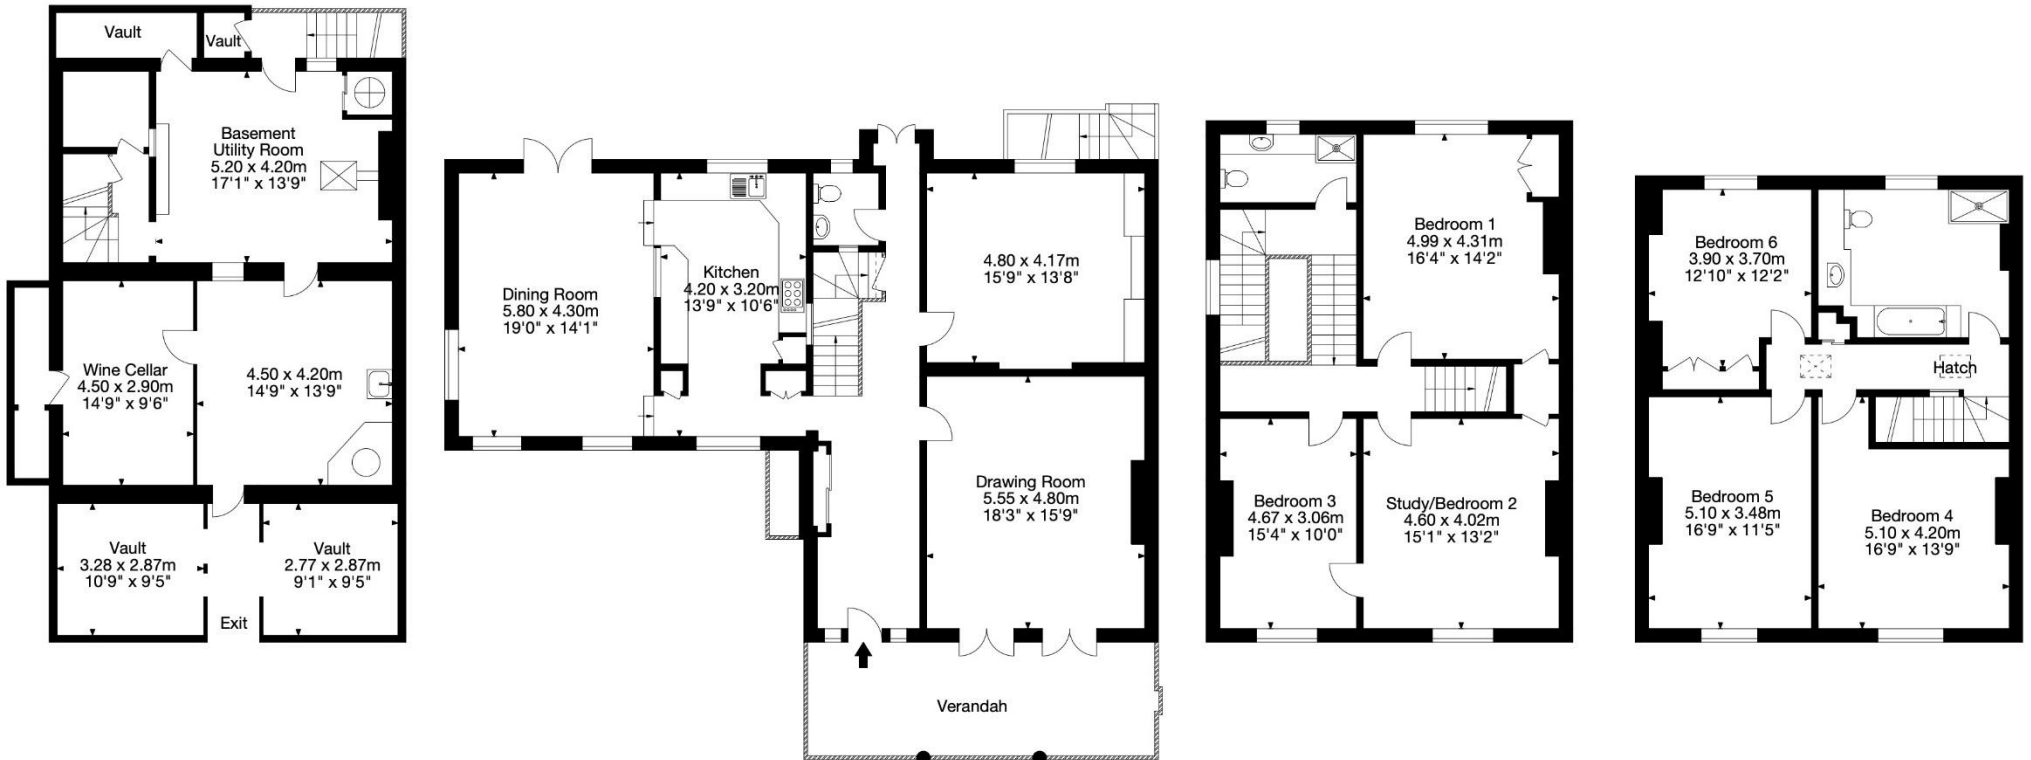 Vault
Vault
Basement
Utility Room
5.20 x 4.20m
17'1" x 13'9"
Wine Cellar
4.50 x 2.90m
14'9" x 9'6"
4.50 x 4.20m
14'9" x 13'9"
Vault
3.28 x 2.87m
10'9" x 9'5"
Vault
2.77 x 2.87m
9'1" x 9'5"
Exit
Dining Room
5.80 x 4.30m
19'0" x 14'1"
Kitchen
4.20 x 3.20m
13'9" x 10'6"
4.80 x 4.17m
15'9" x 13'8"
Drawing Room
5.55 x 4.80m
18'3" x 15'9"
Verandah
Bedroom 1
4.99 x 4.31m
16'4" x 14'2"
Bedroom 3
4.67 x 3.06m
15'4" x 10'0"
Study/Bedroom 2
4.60 x 4.02m
15'1" x 13'2"
Bedroom 6
3.90 x 3.70m
12'10" x 12'2"
Hatch
Bedroom 5
5.10 x 3.48m
16'9" x 11'5"
Bedroom 4
5.10 x 4.20m
16'9" x 13'9"